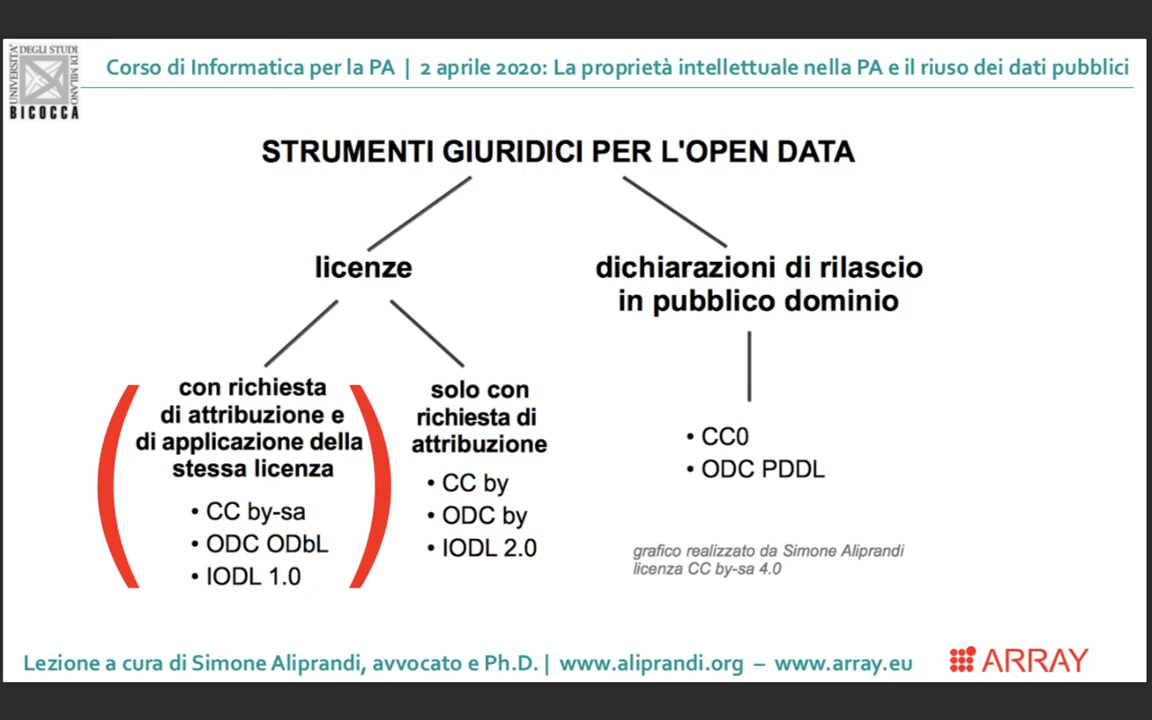 UNIVERSITA' DEGLI STUDI DI MILANO
BICOCCA
Corso di Informatica per la PA | 2 aprile 2020: La proprietà intellettuale nella PA e il riuso dei dati pubblici
STRUMENTI GIURIDICI PER L'OPEN DATA
licenze
dichiarazioni di rilascio
in pubblico dominio
con richiesta
di attribuzione e
di applicazione della
stessa licenza
• CC by-sa
• ODC ODbL
• IODL 1.0
solo con
richiesta di
attribuzione
• CC by
• ODC by
• IODL 2.0
• CC0
• ODC PDDL
grafico realizzato da Simone Aliprandi
licenza CC by-sa 4.0
Lezione a cura di Simone Aliprandi, avvocato e Ph.D. | www.aliprandi.org – www.array.eu
ARRAY